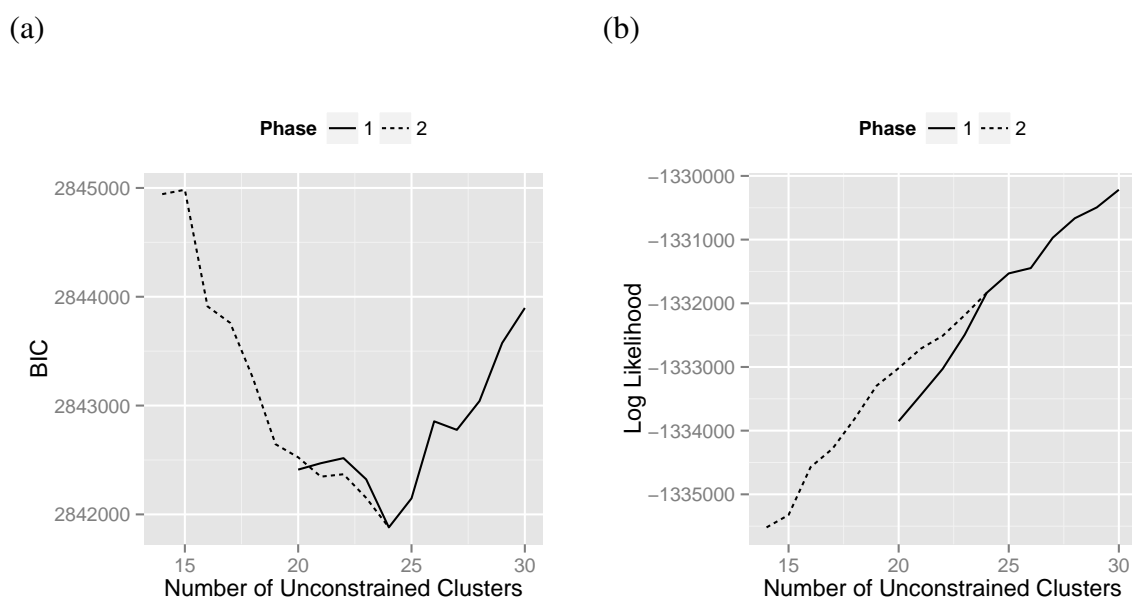 (a)
Phase 1 2
2845000
2844000
2843000
2842000
BIC
15 20 25 30
Number of Unconstrained Clusters
(b)
Phase 1 2
−1330000
−1331000
−1332000
−1333000
−1334000
−1335000
Log Likelihood
15 20 25 30
Number of Unconstrained Clusters